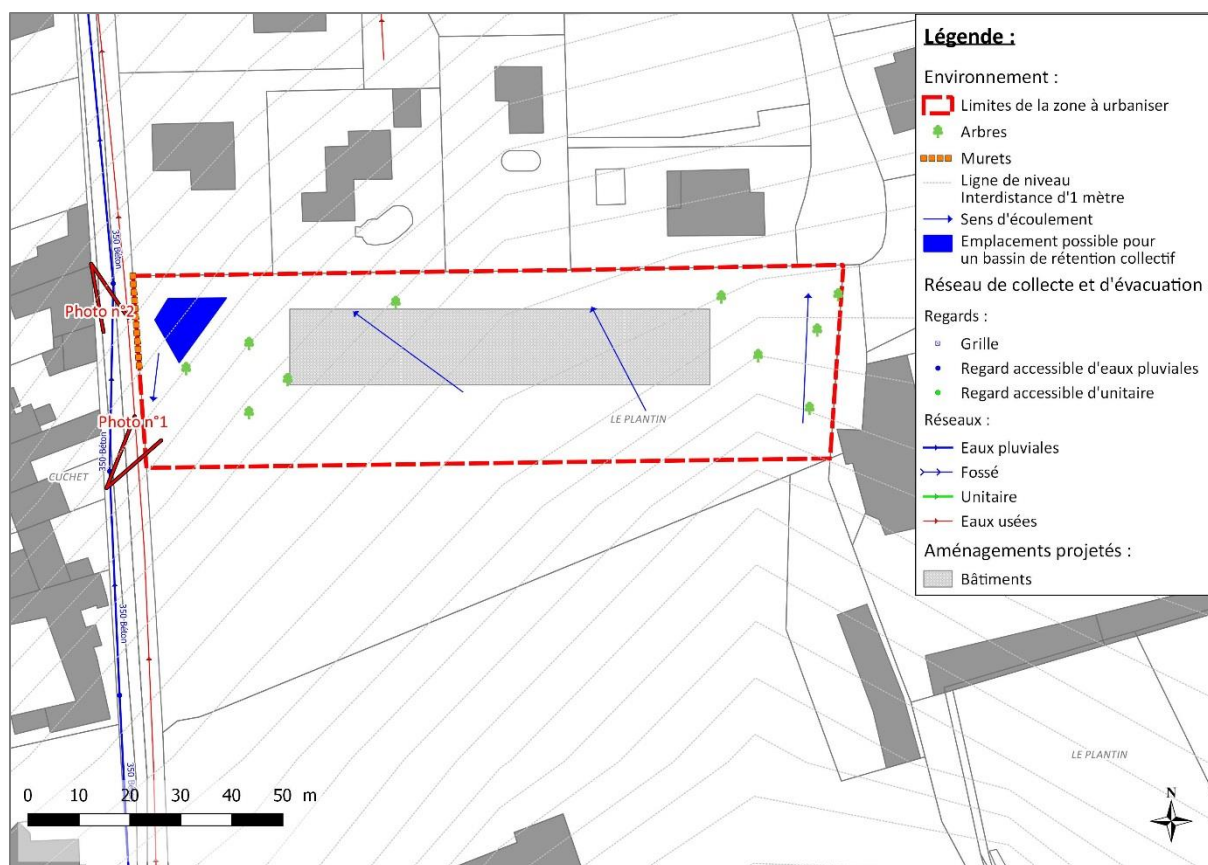 Légende :
Environnement :
Limites de la zone à urbaniser
Arbres
Murets
Ligne de niveau
Interdistance d'1 mètre
Sens d'écoulement
Emplacement possible pour
un bassin de rétention collectif
Réseau de collecte et d'évacuation
Regards :
Grille
Regard accessible d'eaux pluviales
Regard accessible d'unitaire
Réseaux :
Eaux pluviales
Fossé
Unitaire
Eaux usées
Aménagements projetés :
Bâtiments
350 Béton
Photo n°2
Photo n°1
350 Béton
CUCHET
LE PLANTIN
350 Béton
LE PLANTIN
350
0 10 20 30 40 50 m
N